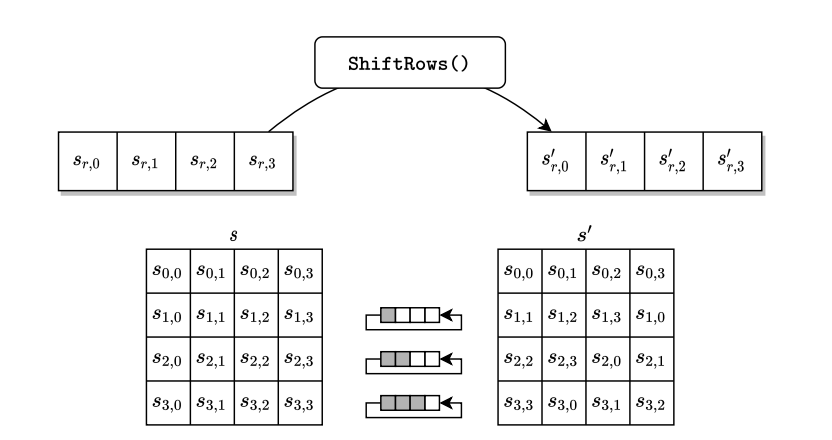 ShiftRows()
s_{r,0} s_{r,1} s_{r,2} s_{r,3} s'_{r,0} s'_{r,1} s'_{r,2} s'_{r,3}
s s'
s_{0,0} s_{0,1} s_{0,2} s_{0,3} s_{0,0} s_{0,1} s_{0,2} s_{0,3}
s_{1,0} s_{1,1} s_{1,2} s_{1,3} s_{1,1} s_{1,2} s_{1,3} s_{1,0}
s_{2,0} s_{2,1} s_{2,2} s_{2,3} s_{2,2} s_{2,3} s_{2,0} s_{2,1}
s_{3,0} s_{3,1} s_{3,2} s_{3,3} s_{3,3} s_{3,0} s_{3,1} s_{3,2}